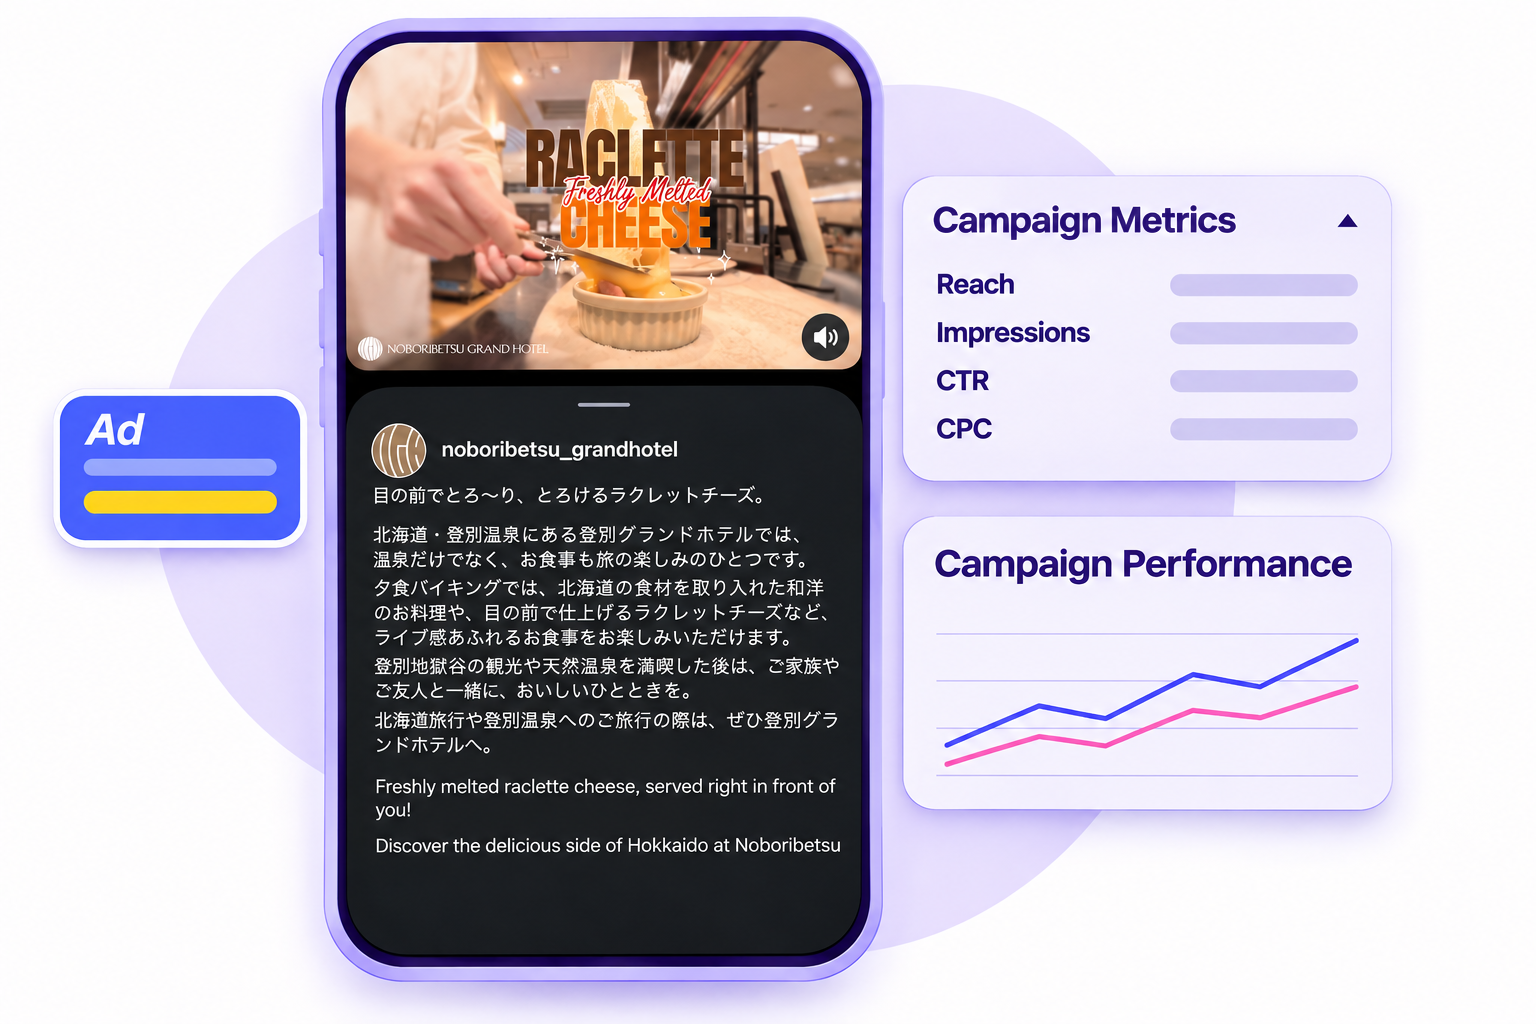 RACLETTE
Freshly Melted
CHEESE
NOBORIBETSU GRAND HOTEL
Ad
noboribetsu_grandhotel
目の前でとろ〜り、とろけるラクレットチーズ。
北海道・登別温泉にある登別グランドホテルでは、
温泉だけでなく、お食事も旅の楽しみのひとつです。
夕食バイキングでは、北海道の食材を取り入れた和洋
のお料理や、目の前で仕上げるラクレットチーズなど、
ライブ感あふれるお食事をお楽しみいただけます。
登別地獄谷の観光や天然温泉を満喫した後は、ご家族や
ご友人と一緒に、おいしいひとときを。
北海道旅行や登別温泉へのご旅行の際は、ぜひ登別グラ
ンドホテルへ。
Freshly melted raclette cheese, served right in front of
you!
Discover the delicious side of Hokkaido at Noboribetsu
Campaign Metrics
Reach
Impressions
CTR
CPC
Campaign Performance